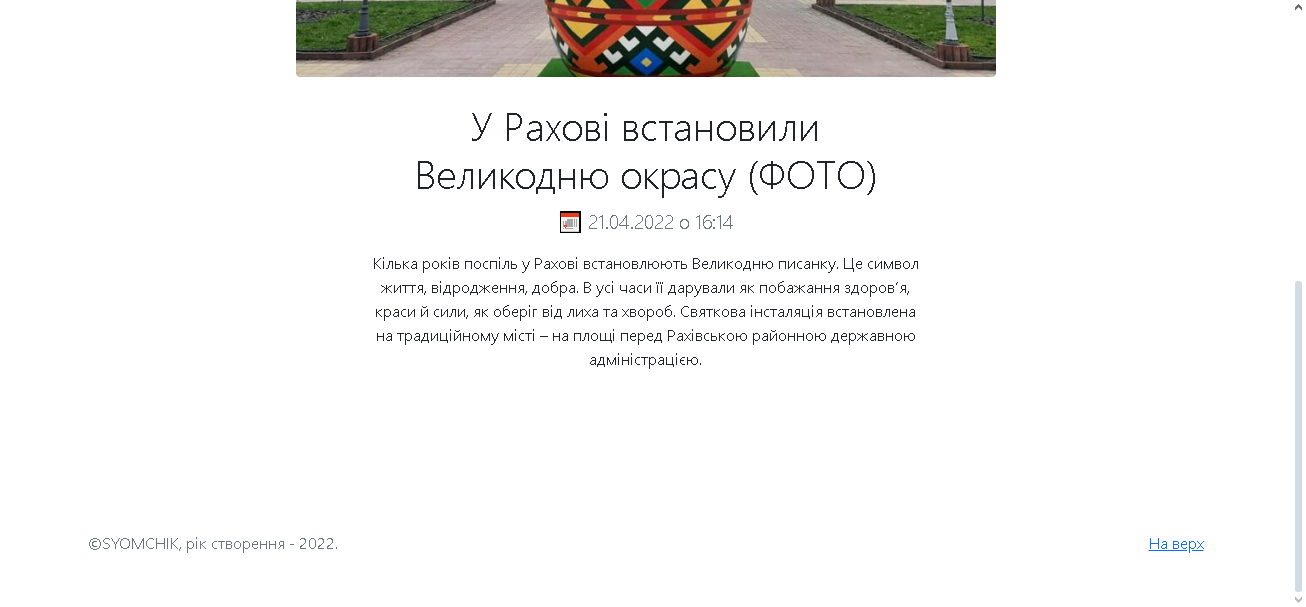 У Рахові встановили
Великодню окрасу (ФОТО)
21.04.2022 о 16:14
Кілька років поспіль у Рахові встановлюють Великодню писанку. Це символ
життя, відродження, добра. В усі часи її дарували як побажання здоров’я,
краси й сили, як оберіг від лиха та хвороб. Святкова інсталяція встановлена
на традиційному місті – на площі перед Рахівською районною державною
адміністрацією.
©SYOMCHIK, рік створення - 2022.
На верх